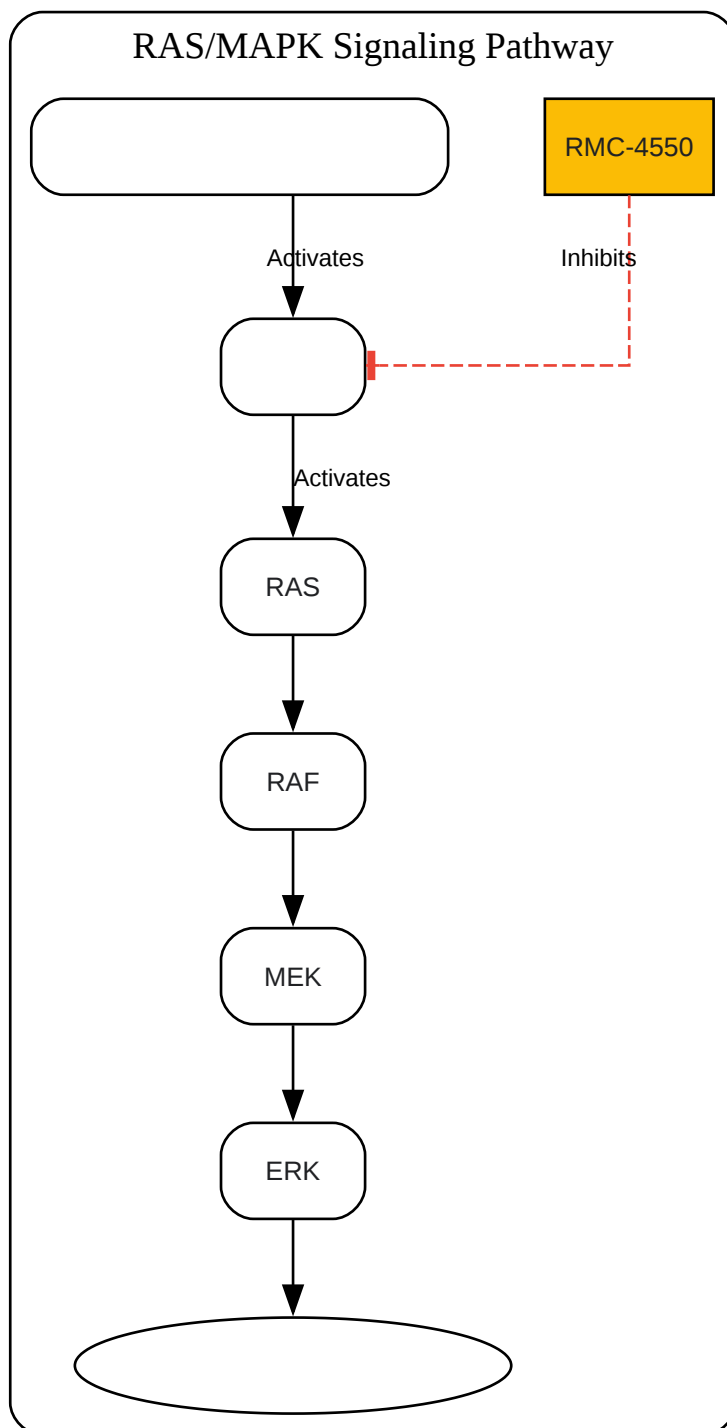 RAS/MAPK Signaling Pathway
RMC-4550
Activates
Inhibits
Activates
RAS
RAF
MEK
ERK